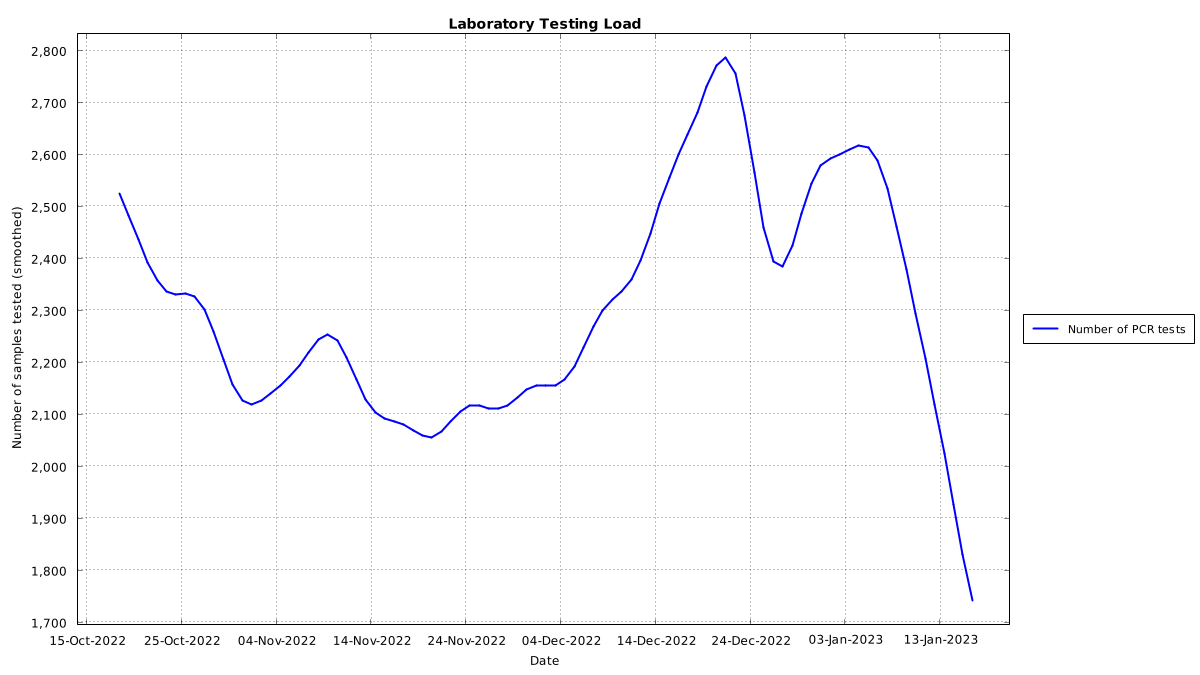 Laboratory Testing Load
2,800
2,700
2,600
2,500
2,400
2,300
2,200
2,100
2,000
1,900
1,800
1,700
Number of samples tested (smoothed)
15-Oct-2022
25-Oct-2022
04-Nov-2022
14-Nov-2022
24-Nov-2022
04-Dec-2022
14-Dec-2022
24-Dec-2022
03-Jan-2023
13-Jan-2023
Date
Number of PCR tests